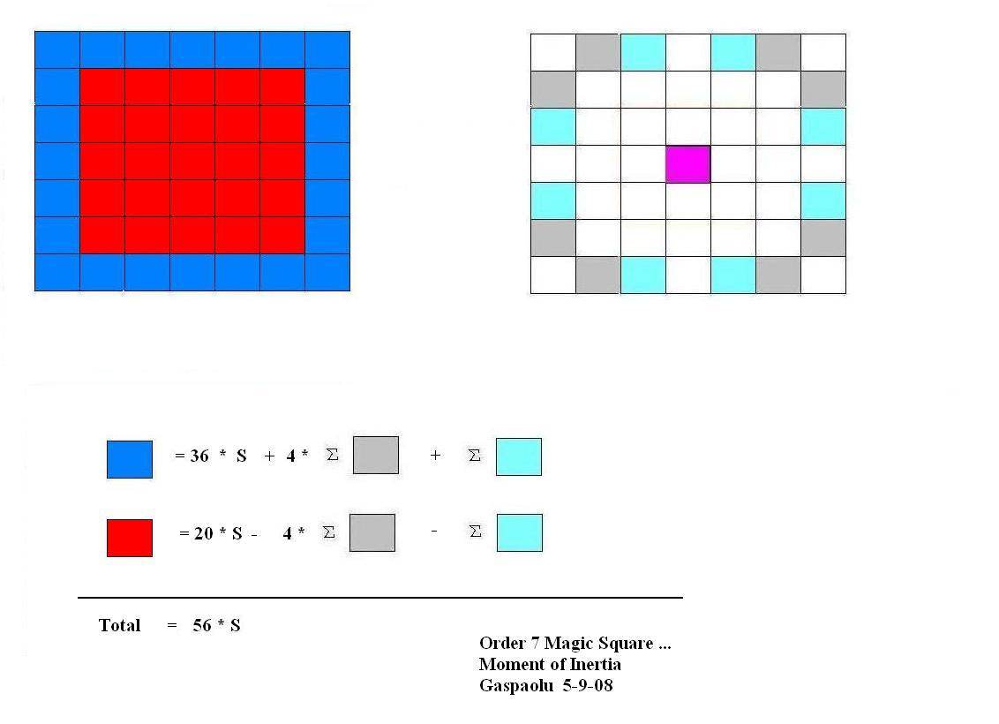 = 36 * S + 4 * Σ + Σ
= 20 * S - 4 * Σ - Σ
Total = 56 * S
Order 7 Magic Square ...
Moment of Inertia
Gaspaolu 5-9-08